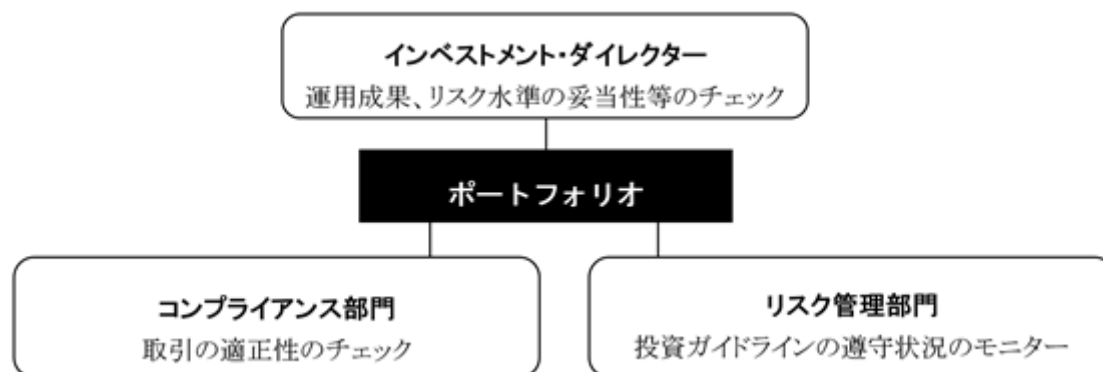 インベストメント・ダイレクター
運用成果、リスク水準の妥当性等のチェック
ポートフォリオ
コンプライアンス部門
取引の適正性のチェック
リスク管理部門
投資ガイドラインの遵守状況のモニター